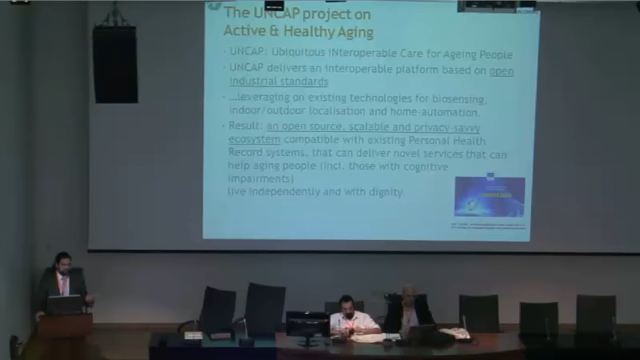 The UNCAP project on
Active & Healthy Aging
UNCAP: Ubiquitous iNteroperable Care for Ageing People
UNCAP delivers an interoperable platform based on open
industrial standards
…leveraging on existing technologies for biosensing,
indoor/outdoor localisation and home-automation.
Result: an open source, scalable and privacy-savvy
ecosystem compatible with existing Personal Health
Record systems, that can deliver novel services that can
help aging people (incl. those with cognitive
impairments)
live independently and with dignity.